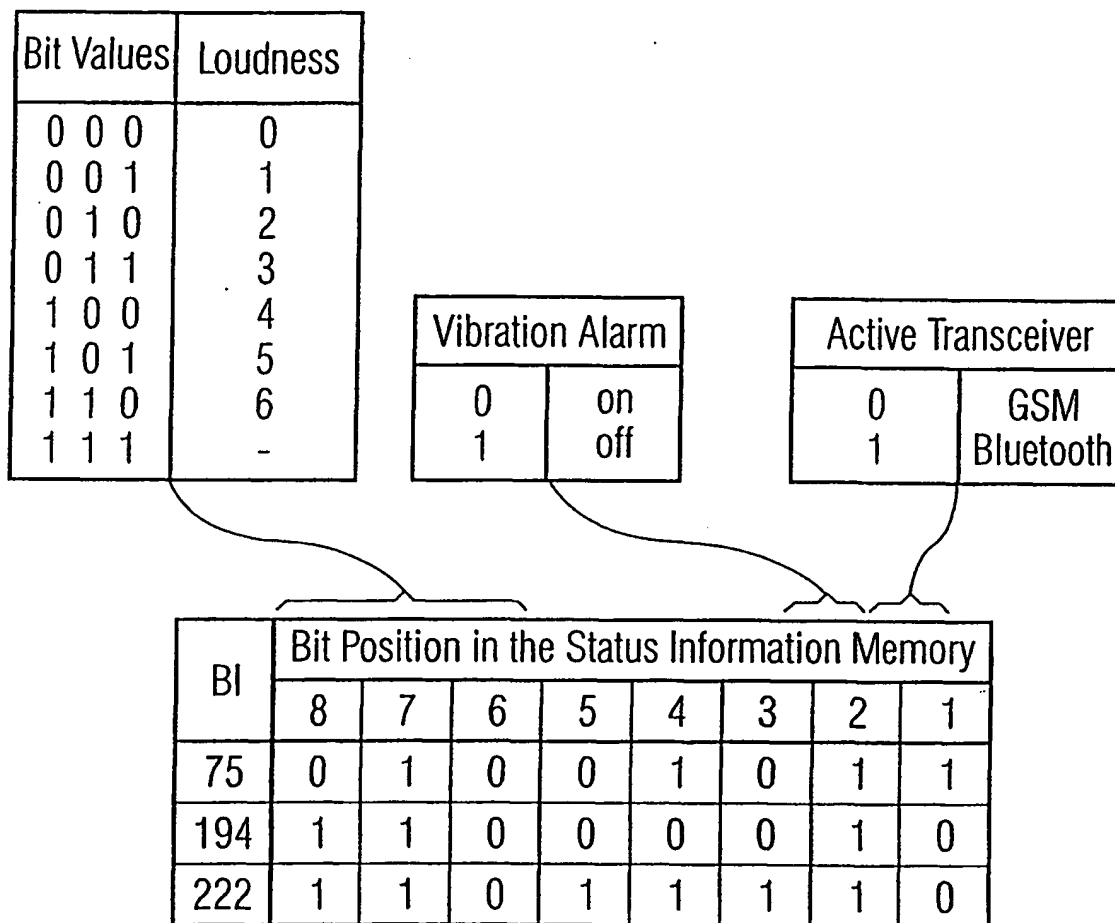 Bit Values Loudness
0 0 0 0
0 0 1 1
0 1 0 2
0 1 1 3
1 0 0 4
1 0 1 5
1 1 0 6
1 1 1 -
Vibration Alarm
0 on
1 off
Active Transceiver
0 GSM
1 Bluetooth
BI Bit Position in the Status Information Memory
8 7 6 5 4 3 2 1
75 0 1 0 0 1 0 1 1
194 1 1 0 0 0 0 1 0
222 1 1 0 1 1 1 1 0